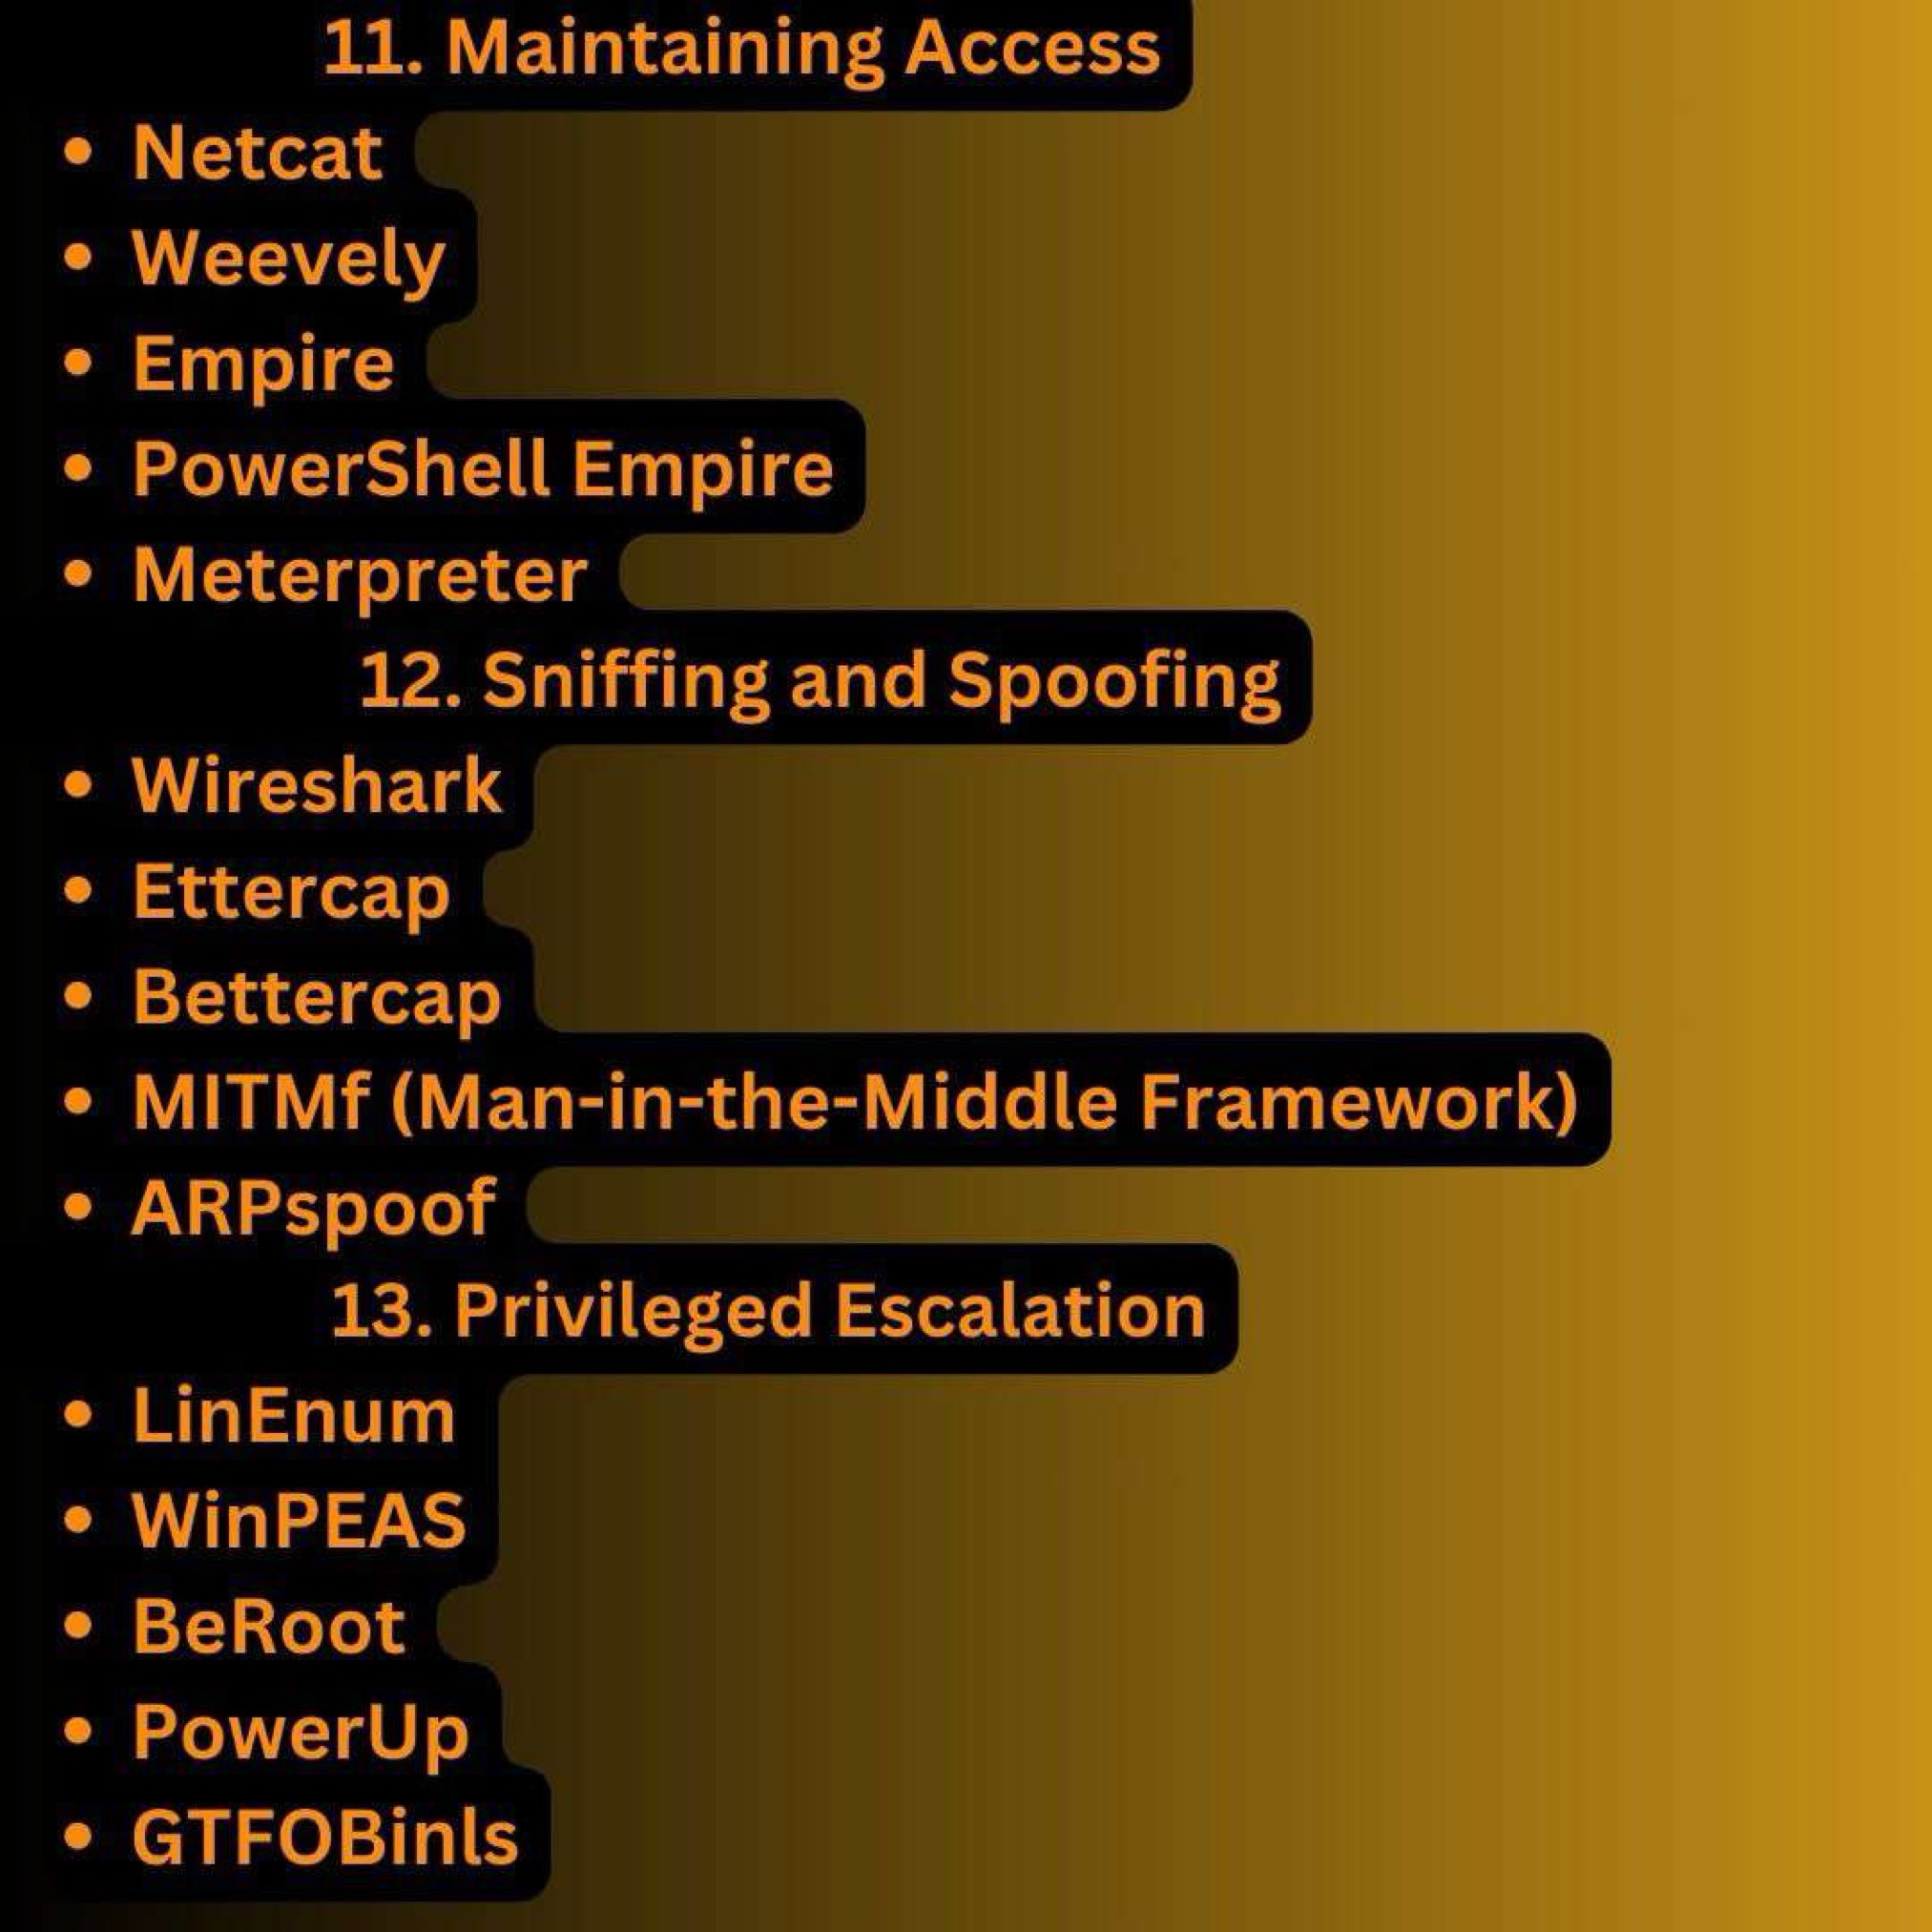 11. Maintaining Access
• Netcat
• Weevely
• Empire
• PowerShell Empire
• Meterpreter
12. Sniffing and Spoofing
• Wireshark
• Ettercap
• Bettercap
• MITMf (Man-in-the-Middle Framework)
• ARPspoof
13. Privileged Escalation
• LinEnum
• WinPEAS
• BeRoot
• PowerUp
• GTFOBinls